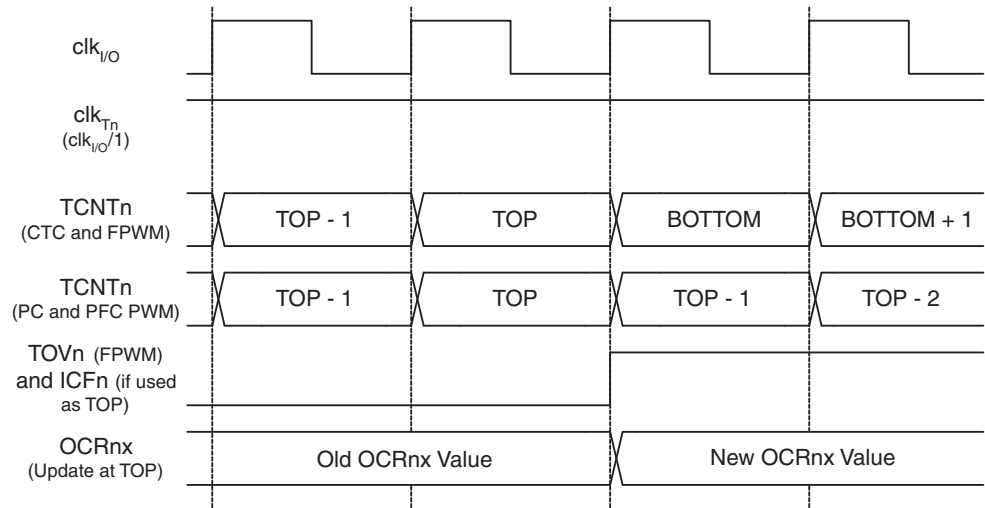 clkI/O
clkTn
(clkI/O/1)
TCNTn
(CTC and FPWM)
TOP - 1
TOP
BOTTOM
BOTTOM + 1
TCNTn
(PC and PFC PWM)
TOP - 1
TOP
TOP - 1
TOP - 2
TOVn (FPWM)
and ICFn (if used
as TOP)
OCRnx
(Update at TOP)
Old OCRnx Value
New OCRnx Value